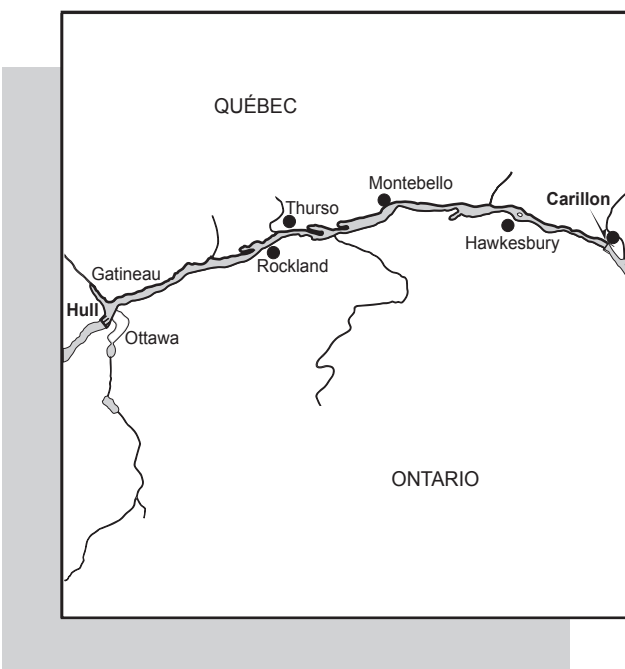 QUÉBEC
Montebello
Carillon
Thurso
Hawkesbury
Rockland
Gatineau
Hull
Ottawa
ONTARIO